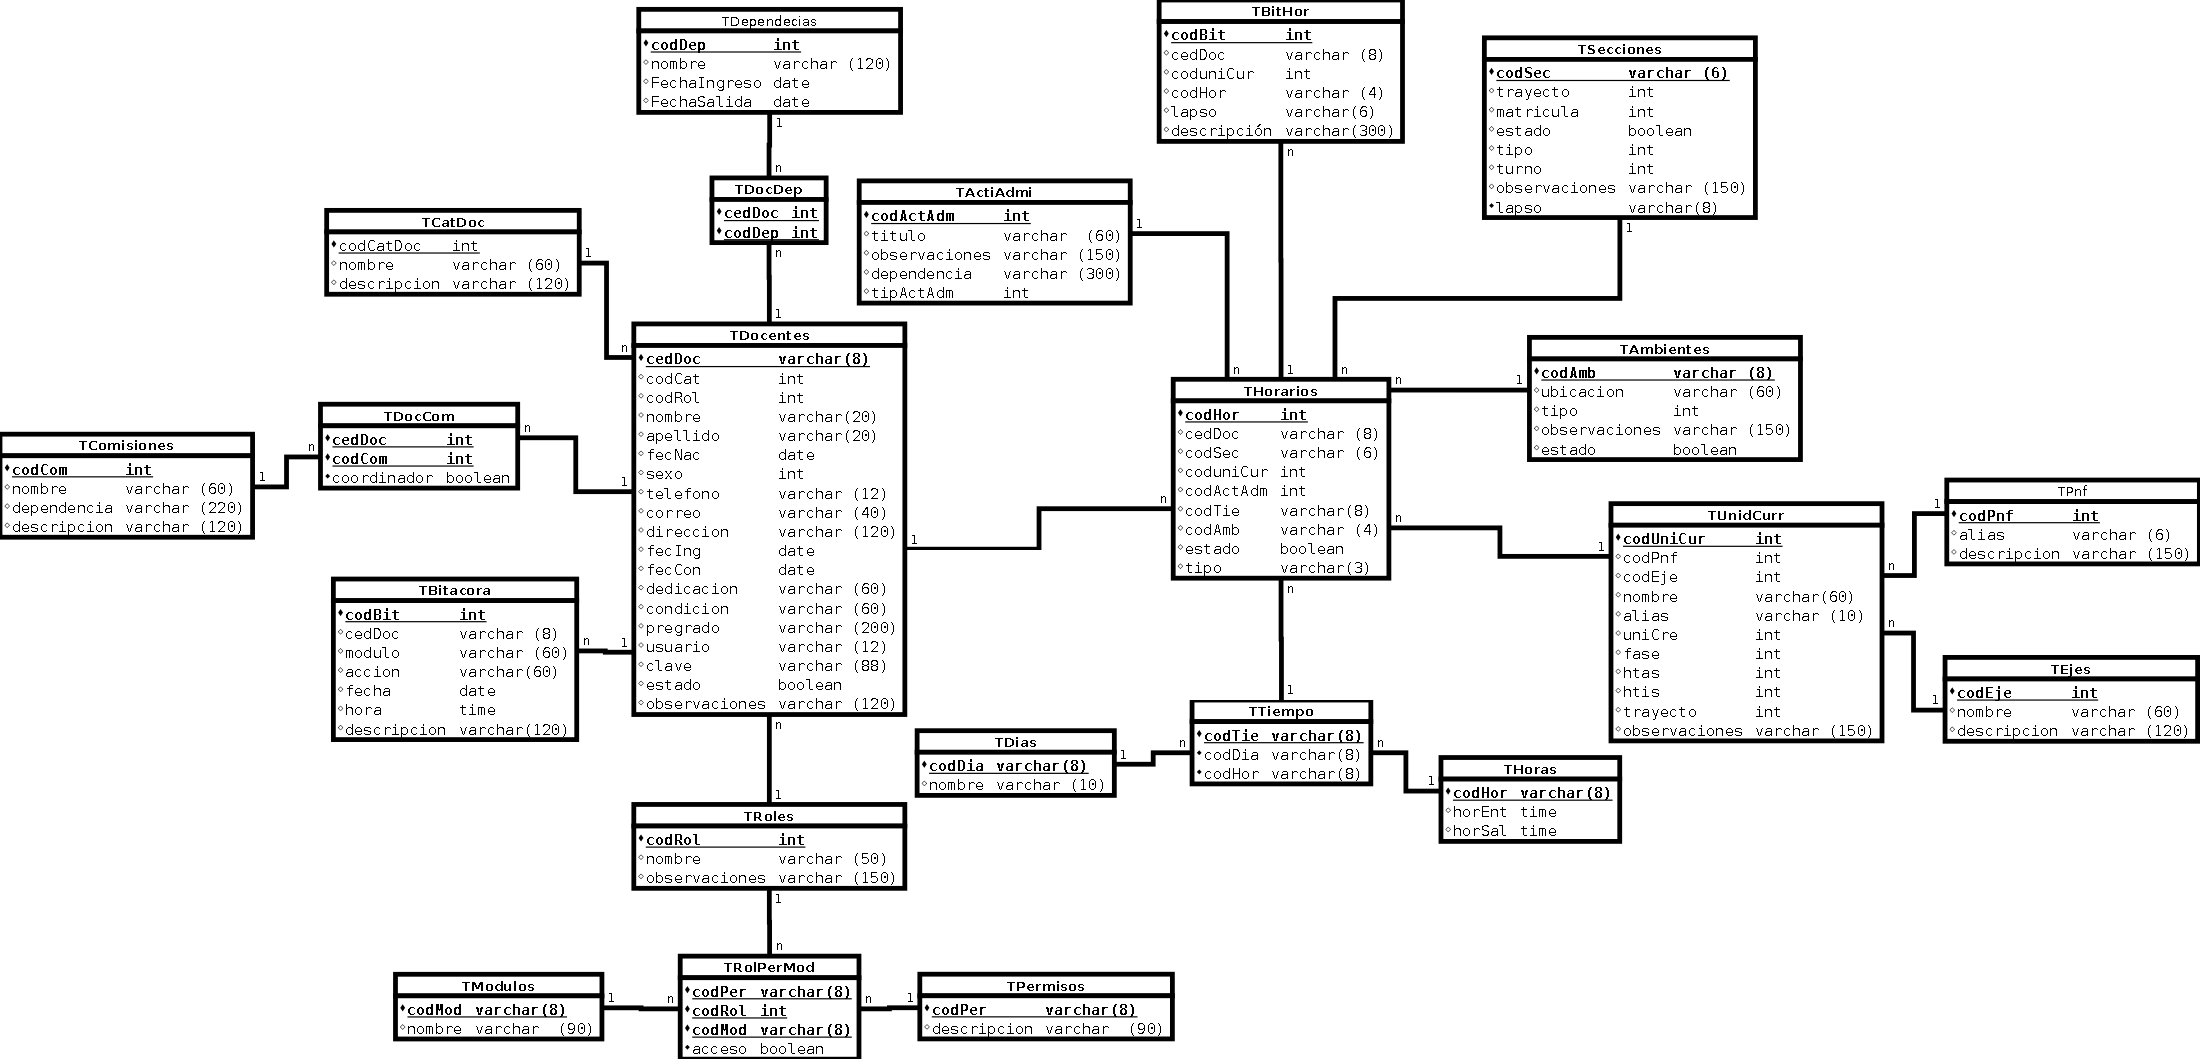 TDependecias
codDep int
nombre varchar (120)
FechaIngreso date
FechaSalida date
1
n
TDocDep
cedDoc int
codDep int
n
1
TBitHor
codBit int
cedDoc varchar (8)
coduniCur int
codHor varchar (4)
lapso varchar(6)
descripción varchar(300)
n
1
TSecciones
codSec varchar (6)
trayecto int
matricula int
estado boolean
tipo int
turno int
observaciones varchar (150)
lapso varchar(8)
1
n
TActiAdmi
codActAdm int
titulo varchar (60)
observaciones varchar (150)
dependencia varchar (300)
tipActAdm int
1
n
TCatDoc
codCatDoc int
nombre varchar (60)
descripcion varchar (120)
1
n
TDocentes
cedDoc varchar(8)
codCat int
codRol int
nombre varchar(20)
apellido varchar(20)
fecNac date
sexo int
telefono varchar (12)
correo varchar (40)
direccion varchar (120)
fecIng date
fecCon date
dedicacion varchar (60)
condicion varchar (60)
pregrado varchar (200)
usuario varchar (12)
clave varchar (88)
estado boolean
observaciones varchar (120)
1
n
TAmbientes
codAmb varchar (8)
ubicacion varchar (60)
tipo int
observaciones varchar (150)
estado boolean
1
n
THorarios
codHor int
cedDoc varchar (8)
codSec varchar (6)
coduniCur int
codActAdm int
codTie varchar(8)
codAmb varchar (4)
estado boolean
tipo varchar(3)
n
1
TDocCom
cedDoc int
codCom int
coordinador boolean
n
1
TComisiones
codCom int
nombre varchar (60)
dependencia varchar (220)
descripcion varchar (120)
1
n
TUnidCurr
codUniCur int
codPnf int
codEje int
nombre varchar(60)
alias varchar (10)
uniCre int
fase int
htas int
htis int
trayecto int
observaciones varchar (150)
n
1
TPnf
codPnf int
alias varchar (6)
descripcion varchar (150)
n
1
TEjes
codEje int
nombre varchar (60)
descripcion varchar (120)
TBitacora
codBit int
cedDoc varchar (8)
modulo varchar (60)
accion varchar(60)
fecha date
hora time
descripcion varchar(120)
n
1
n
1
TTiempo
codTie varchar(8)
codDia varchar(8)
codHor varchar(8)
TDias
codDia varchar(8)
nombre varchar (10)
1
n
n
1
THoras
codHor varchar(8)
horEnt time
horSal time
n
1
TRoles
codRol int
nombre varchar (50)
observaciones varchar (150)
1
n
TRolPerMod
codPer varchar(8)
codRol int
codMod varchar(8)
acceso boolean
TModulos
codMod varchar(8)
nombre varchar (90)
1
n
n
1
TPermisos
codPer varchar(8)
descripcion varchar (90)